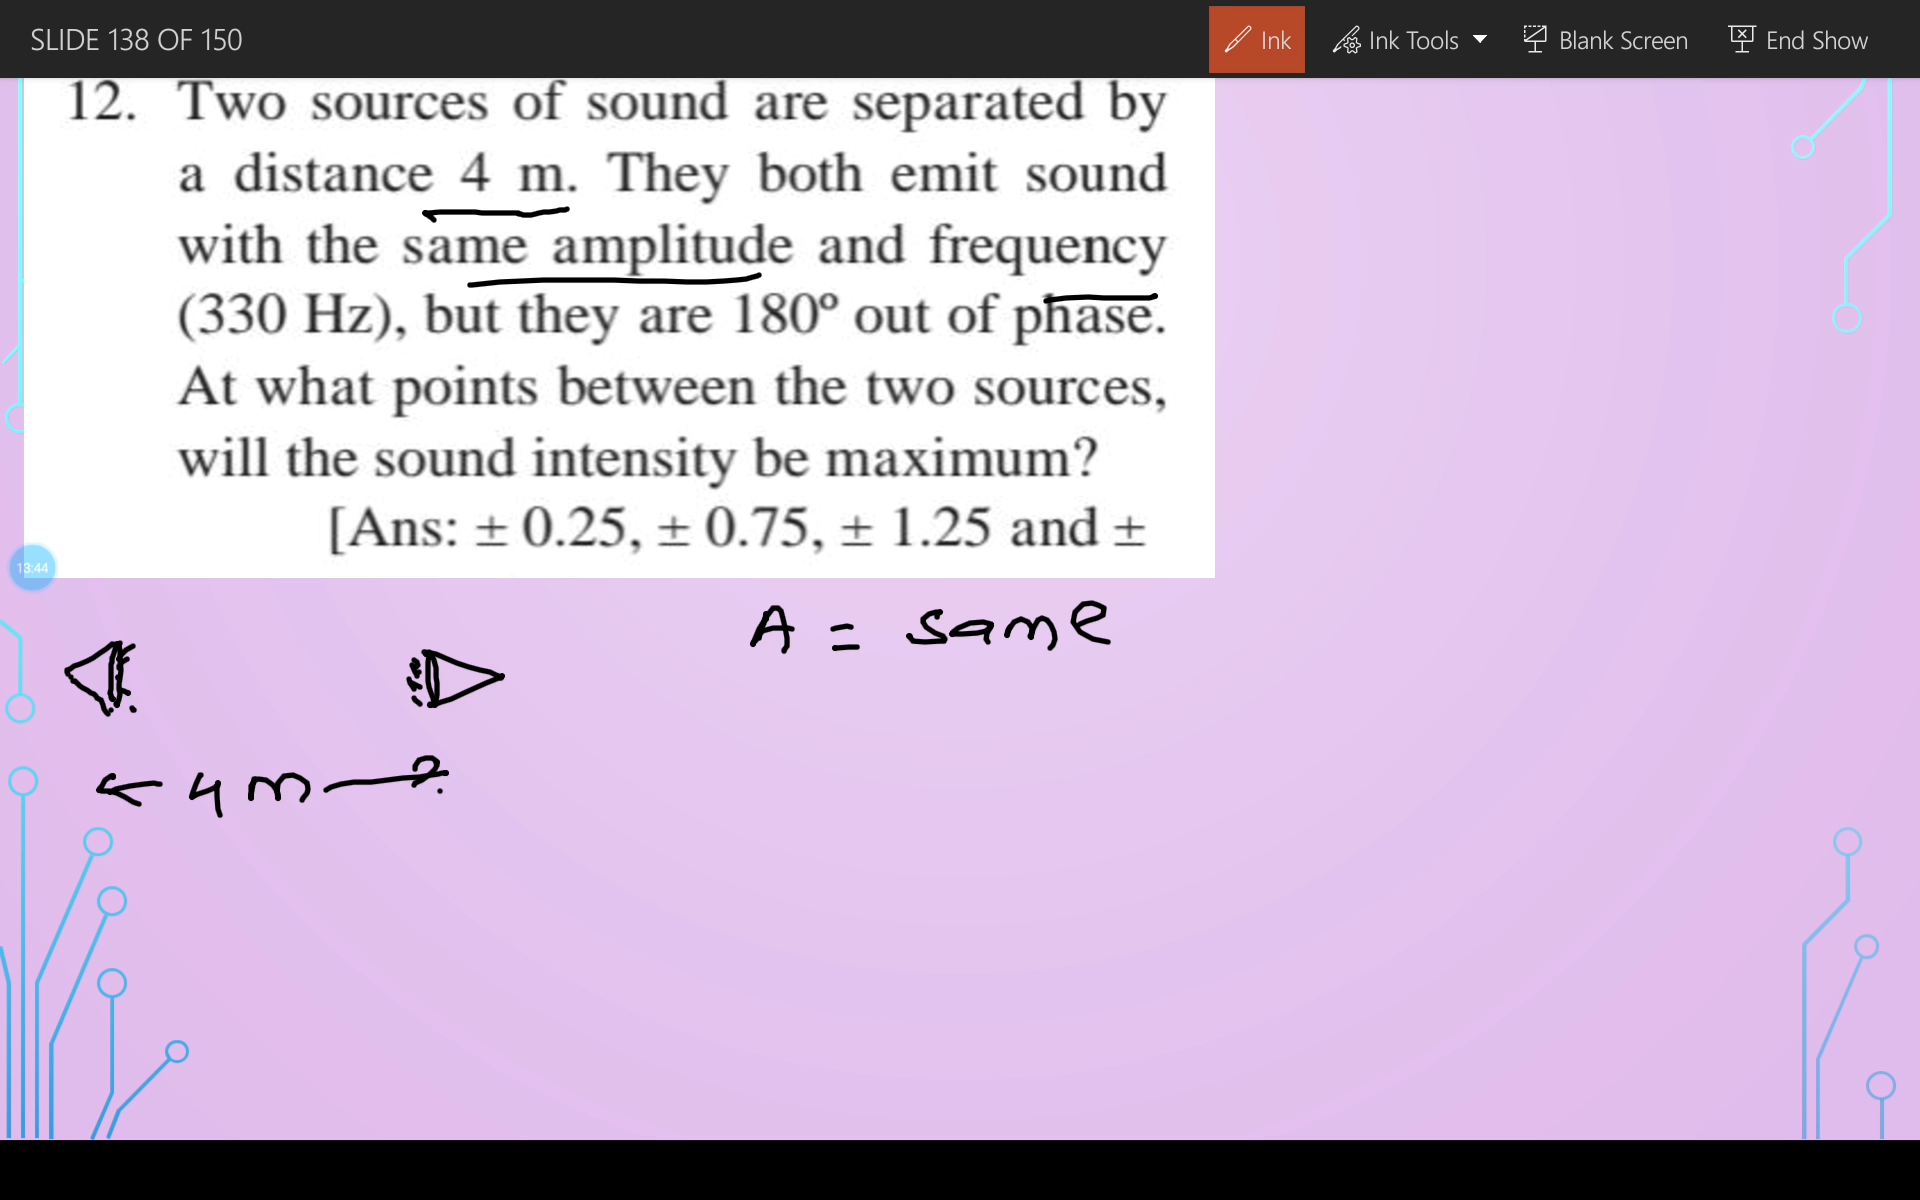 SLIDE 138 OF 150 Ink Ink Tools Blank Screen End Show
12. Two sources of sound are separated by
a distance 4 m. They both emit sound
with the same amplitude and frequency
(330 Hz), but they are 180º out of phase.
At what points between the two sources,
will the sound intensity be maximum?
[Ans: ± 0.25, ± 0.75, ± 1.25 and ±
13:44
A = same
4 m